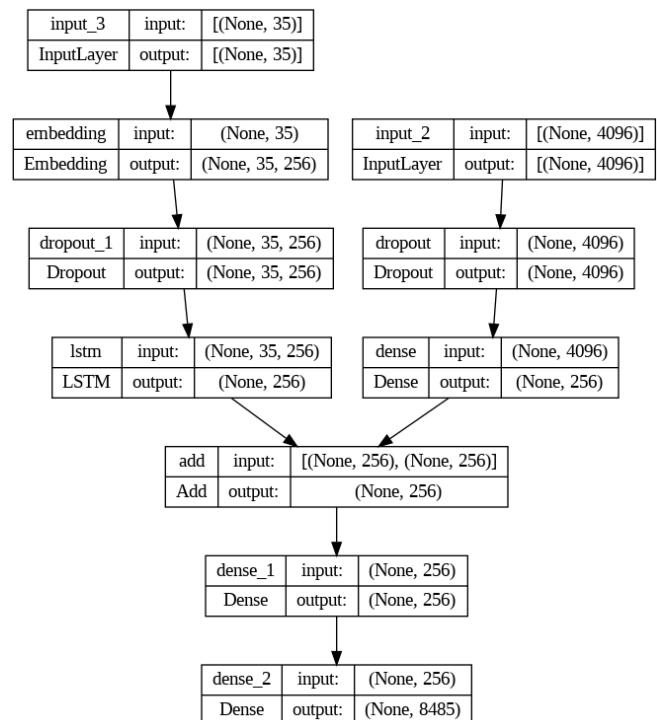 input_3 input: [(None, 35)]
InputLayer output: [(None, 35)]
embedding input: (None, 35)
Embedding output: (None, 35, 256)
input_2 input: [(None, 4096)]
InputLayer output: [(None, 4096)]
dropout_1 input: (None, 35, 256)
Dropout output: (None, 35, 256)
dropout input: (None, 4096)
Dropout output: (None, 4096)
lstm input: (None, 35, 256)
LSTM output: (None, 256)
dense input: (None, 4096)
Dense output: (None, 256)
add input: [(None, 256), (None, 256)]
Add output: (None, 256)
dense_1 input: (None, 256)
Dense output: (None, 256)
dense_2 input: (None, 256)
Dense output: (None, 8485)